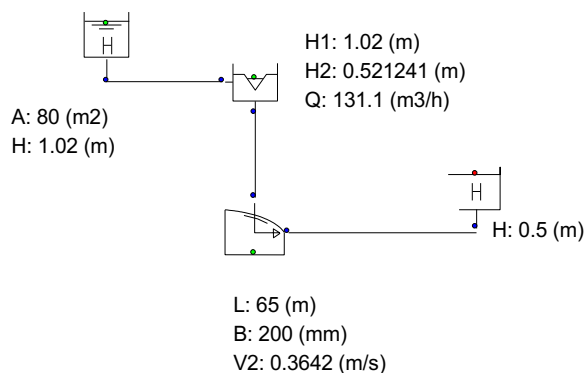 H
H1: 1.02 (m)
H2: 0.521241 (m)
Q: 131.1 (m3/h)
A: 80 (m2)
H: 1.02 (m)
H
H: 0.5 (m)
L: 65 (m)
B: 200 (mm)
V2: 0.3642 (m/s)